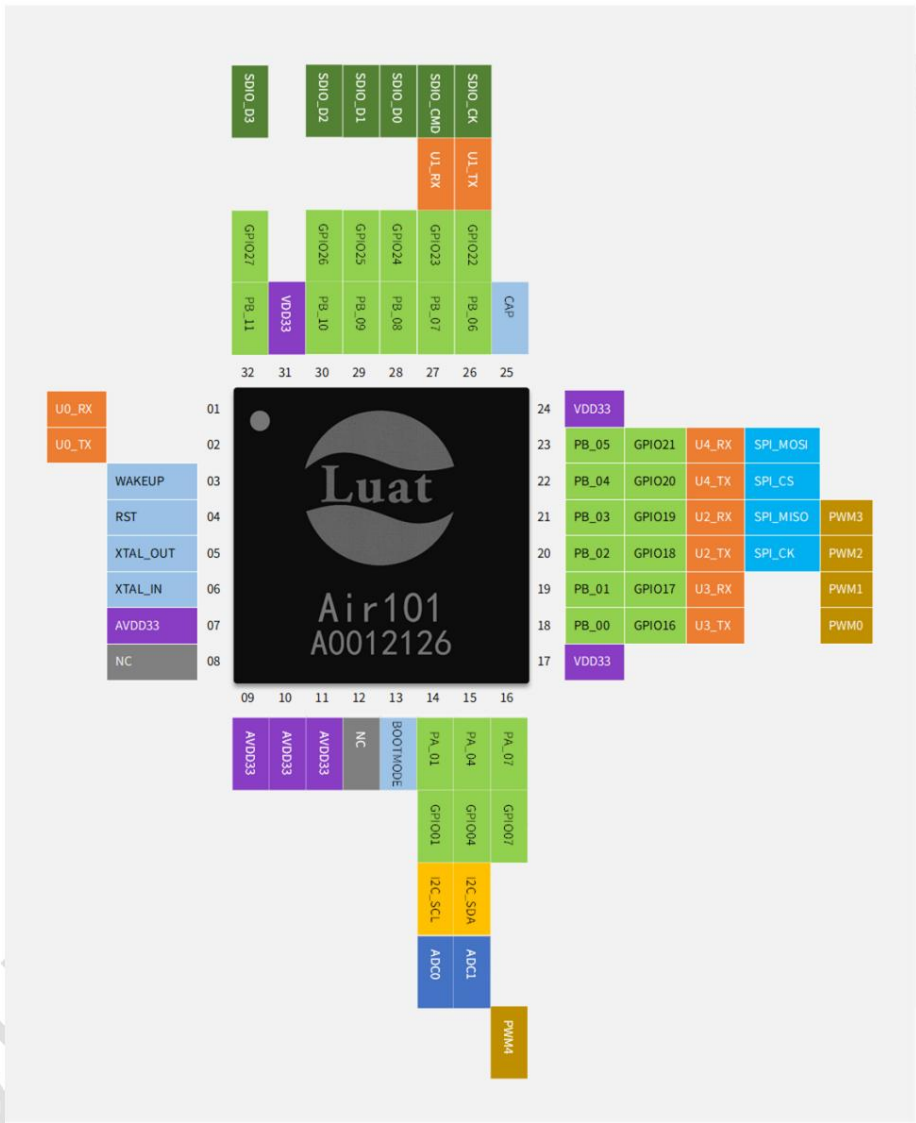 SDIO_D3 SDIO_D2 SDIO_D1 SDIO_D0 SDIO_CMD SDIO_CK
U1_RX U1_TX
GPIO27 GPIO26 GPIO25 GPIO24 GPIO23 GPIO22
PB_11 VDD33 PB_10 PB_09 PB_08 PB_07 PB_06 CAP
32 31 30 29 28 27 26 25
U0_RX 01
U0_TX 02
WAKEUP 03
RST 04
XTAL_OUT 05
XTAL_IN 06
AVDD33 07
NC 08
Luat
Air101
A0012126
24 VDD33
23 PB_05 GPIO21 U4_RX SPI_MOSI
22 PB_04 GPIO20 U4_TX SPI_CS
21 PB_03 GPIO19 U2_RX SPI_MISO PWM3
20 PB_02 GPIO18 U2_TX SPI_CK PWM2
19 PB_01 GPIO17 U3_RX PWM1
18 PB_00 GPIO16 U3_TX PWM0
17 VDD33
09 10 11 12 13 14 15 16
AVDD33 AVDD33 AVDD33 NC BOOTMODE PA_01 PA_04 PA_07
GPIO01 GPIO04 GPIO07
I2C_SCL I2C_SDA
ADC0 ADC1
PWM4